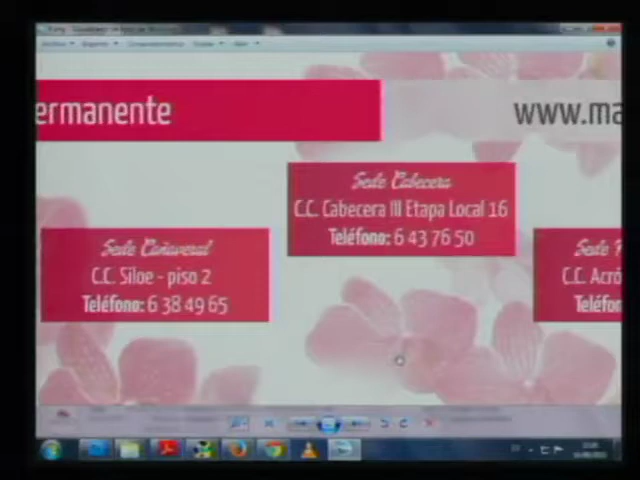 ermanente
www.ma
Sede Cabecera
C.C. Cabecera III Etapa Local 16
Teléfono: 6 43 76 50
Sede Cañaveral
C.C. Siloe - piso 2
Teléfono: 6 38 49 65
Sede
C.C. Acró
Teléfon